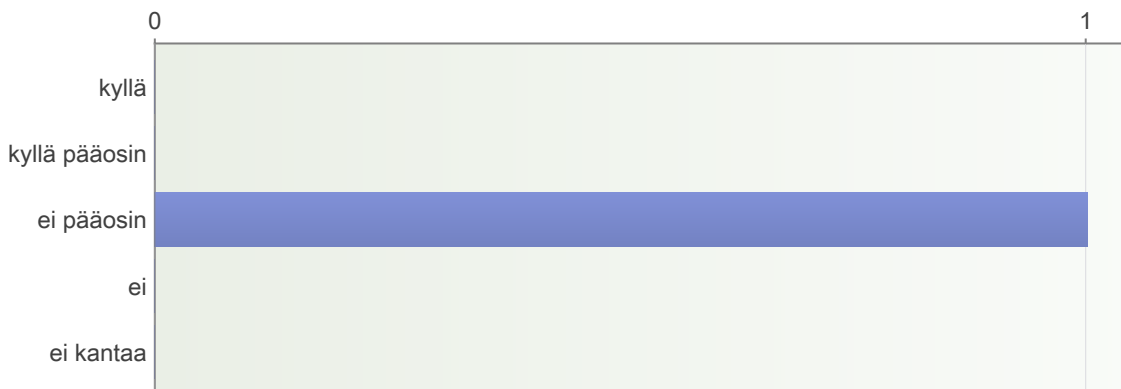 0 1
kyllä
kyllä pääosin
ei pääosin
ei
ei kantaa